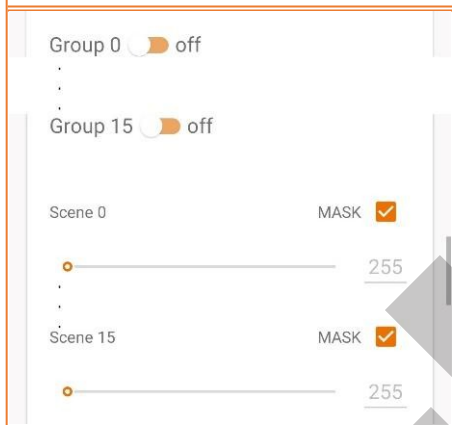 Group 0 off
.
.
.
Group 15 off
Scene 0 MASK
255
.
.
.
Scene 15 MASK
255